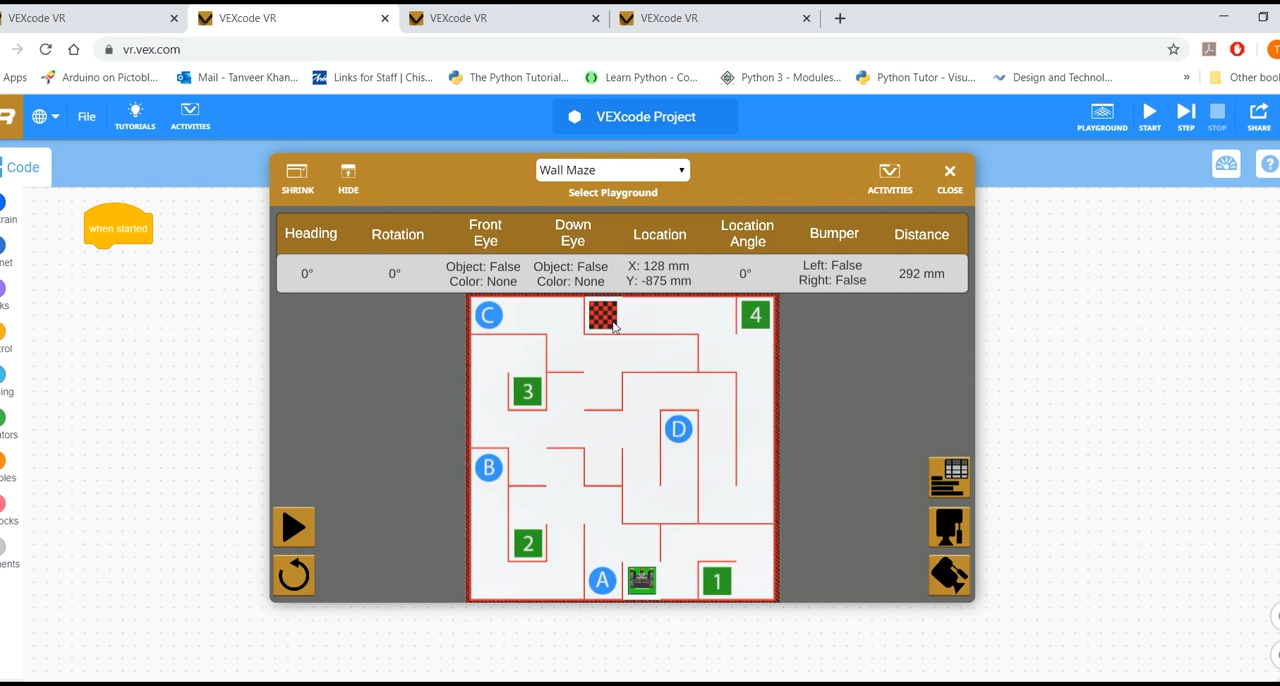 VEXcode VR
VEXcode VR
VEXcode VR
VEXcode VR
vr.vex.com
Apps
Arduino on Pictobl...
Mail - Tanveer Khan...
Links for Staff | Chis...
The Python Tutorial...
Learn Python - Co...
Python 3 - Modules...
Python Tutor - Visu...
Design and Technol...
»
File
TUTORIALS
ACTIVITIES
VEXcode Project
PLAYGROUND
START
STEP
STOP
SHARE
Code
when started
SHRINK
HIDE
Wall Maze
Select Playground
ACTIVITIES
CLOSE
Heading
Rotation
Front
Eye
Down
Eye
Location
Location
Angle
Bumper
Distance
0°
0°
Object: False
Color: None
Object: False
Color: None
X: 128 mm
Y: -875 mm
0°
Left: False
Right: False
292 mm
C
4
3
D
B
2
A
1